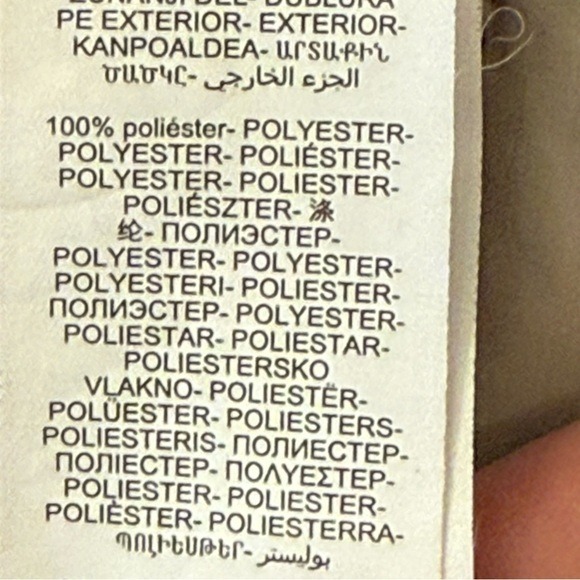 PE EXTERIOR- EXTERIOR-
KANPOALDEA- ԱՐՏԱՔԻՆ
ԾԱԾԿԸ- الجزء الخارجي
100% poliéster- POLYESTER-
POLYESTER- POLIÉSTER-
POLYESTER- POLIESTER-
POLIÉSZTER- 涤
纶- ПОЛИЭСТЕР-
POLYESTER- POLYESTER-
POLYESTERI- POLIESTER-
ПОЛИЭСТЕР- POLYESTER-
POLIESTAR- POLIESTAR-
POLIESTERSKO
VLAKNO- POLIESTËR-
POLÜESTER- POLIESTERS-
POLIESTERIS- ПОЛИЕСТЕР-
ПОЛІЕСТЕР- ΠΟΛΥΕΣΤΕΡ-
POLIESTER- POLIESTER-
POLIÈSTER- POLIESTERRA-
ՊՈԼԻԵՍԹԵՐ- بوليستر